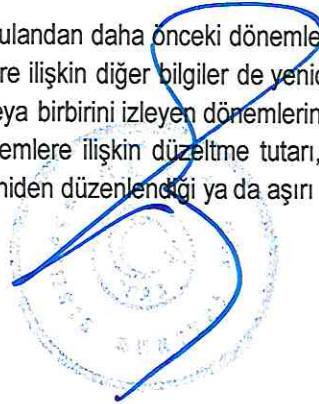 ulandan daha önceki dönemle
re ilişkin diğer bilgiler de yenid
eya birbirini izleyen dönemlerin
emlere ilişkin düzeltme tutarı,
niden düzenlendiği ya da aşırı